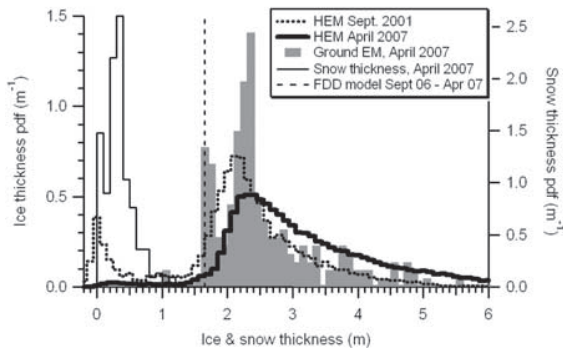 HEM Sept. 2001
HEM April 2007
Ground EM, April 2007
Snow thickness, April 2007
FDD model Sept 06 - Apr 07
Ice thickness pdf (m⁻¹)
1.5
1.0
0.5
0.0
Snow thickness pdf (m⁻¹)
2.5
2.0
1.5
1.0
0.5
0.0
0 1 2 3 4 5 6
Ice & snow thickness (m)